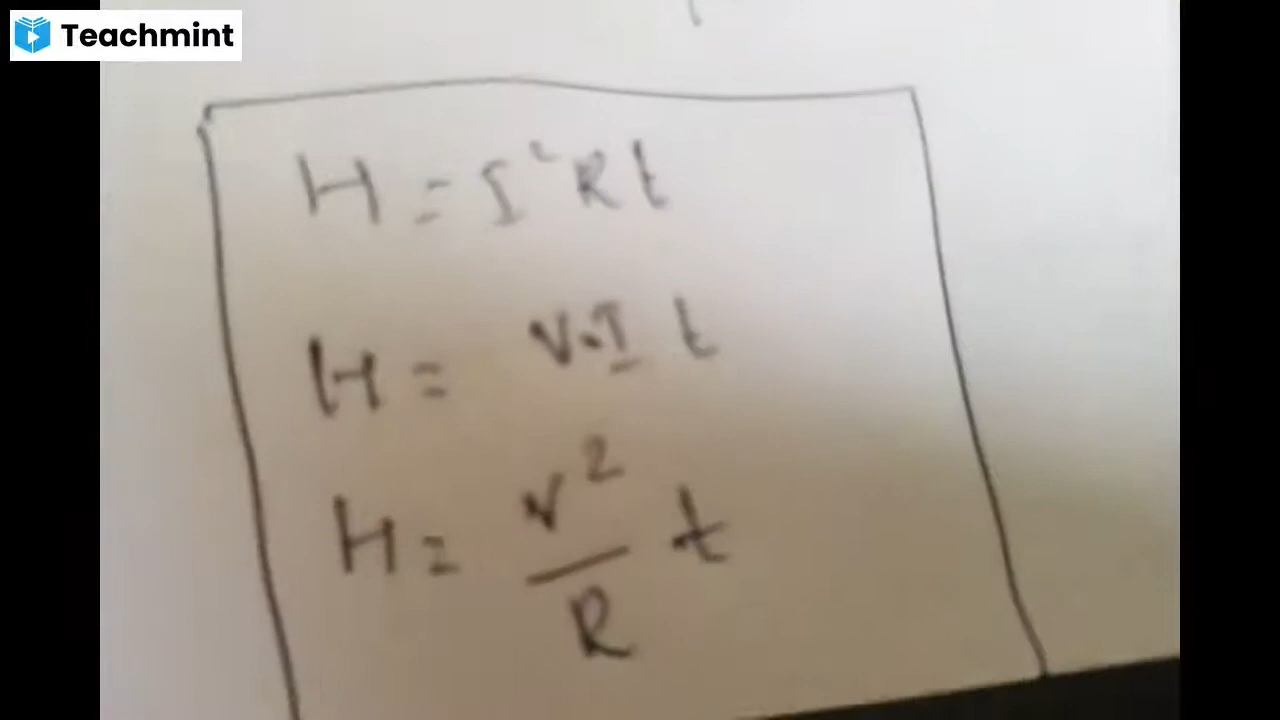 Teachmint
H = I²Rt
H = V.I t
H = V²/R t